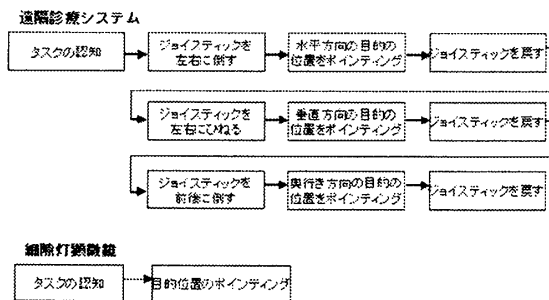 遠隔診療システム
タスクの認知
ジョイスティックを
左右に倒す
水平方向の目的の
位置をポインティング
ジョイスティックを戻す
ジョイスティックを
左右にひねる
垂直方向の目的の
位置をポインティング
ジョイスティックを戻す
ジョイスティックを
前後に倒す
奥行き方向の目的の
位置をポインティング
ジョイスティックを戻す
細隙灯顕微鏡
タスクの認知
目的位置のポインティング